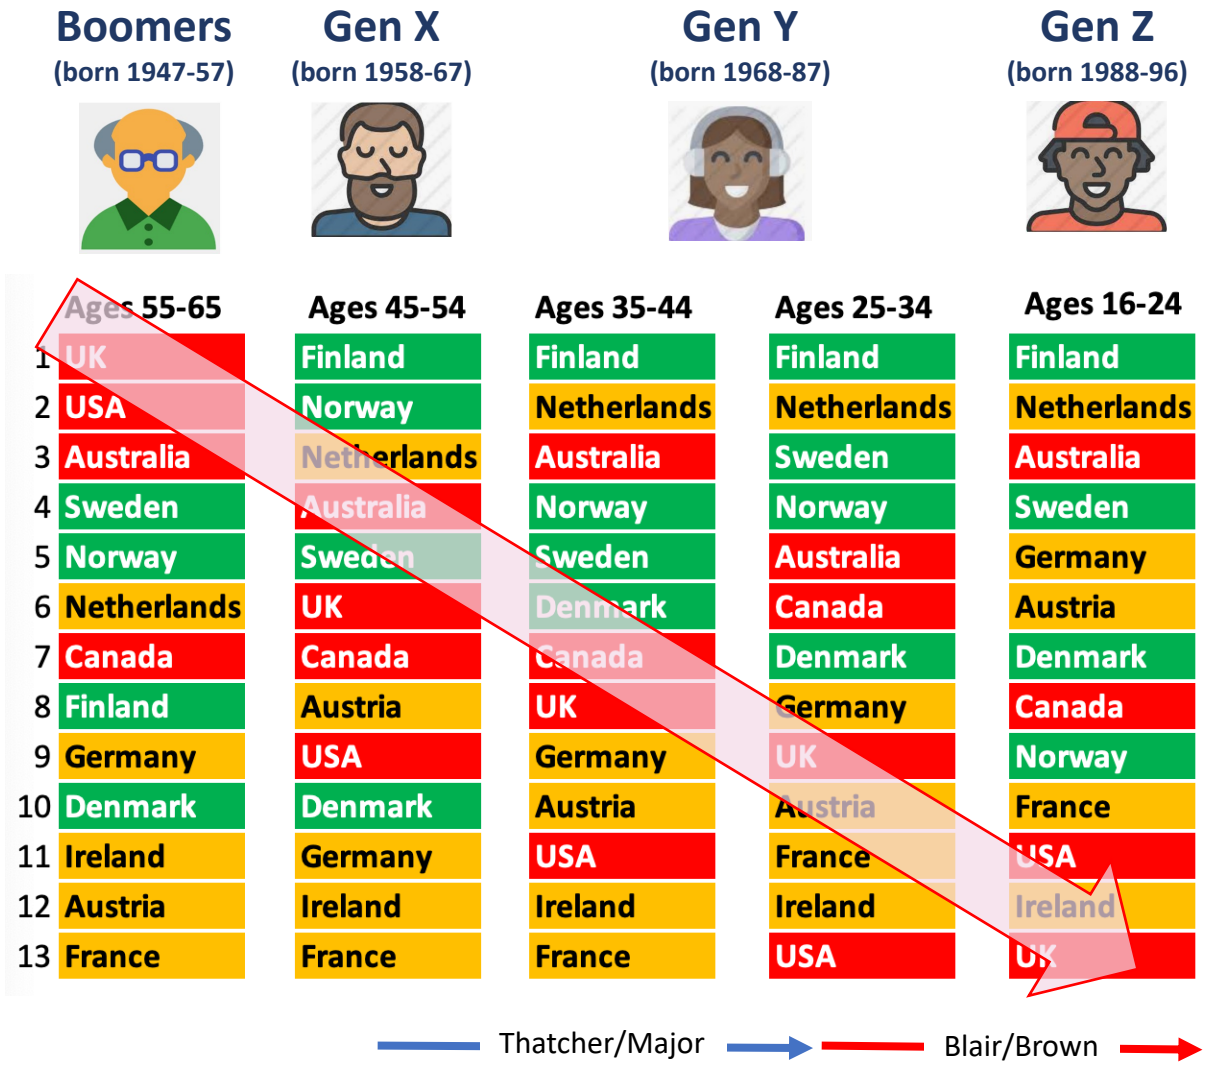 Boomers Gen X Gen Y Gen Z
(born 1947-57) (born 1958-67) (born 1968-87) (born 1988-96)
Ages 55-65 Ages 45-54 Ages 35-44 Ages 25-34 Ages 16-24
1 UK Finland Finland Finland Finland
2 USA Norway Netherlands Netherlands Netherlands
3 Australia Netherlands Australia Sweden Australia
4 Sweden Australia Norway Norway Sweden
5 Norway Sweden Sweden Australia Germany
6 Netherlands UK Denmark Canada Austria
7 Canada Canada Canada Denmark Denmark
8 Finland Austria UK Germany Canada
9 Germany USA Germany UK Norway
10 Denmark Denmark Austria Austria France
11 Ireland Germany USA France USA
12 Austria Ireland Ireland Ireland Ireland
13 France France France USA UK
Thatcher/Major Blair/Brown